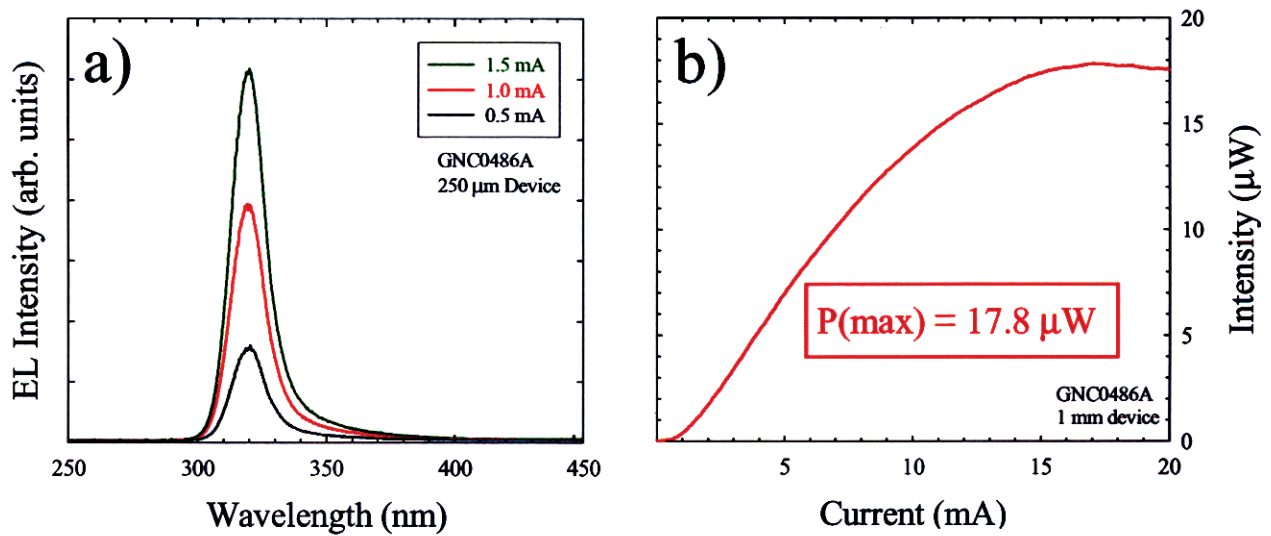 a)
1.5 mA
1.0 mA
0.5 mA
GNC0486A
250 μm Device
EL Intensity (arb. units)
250 300 350 400 450
Wavelength (nm)
b)
20
15
10
5
0
Intensity (μW)
P(max) = 17.8 μW
GNC0486A
1 mm device
5 10 15 20
Current (mA)